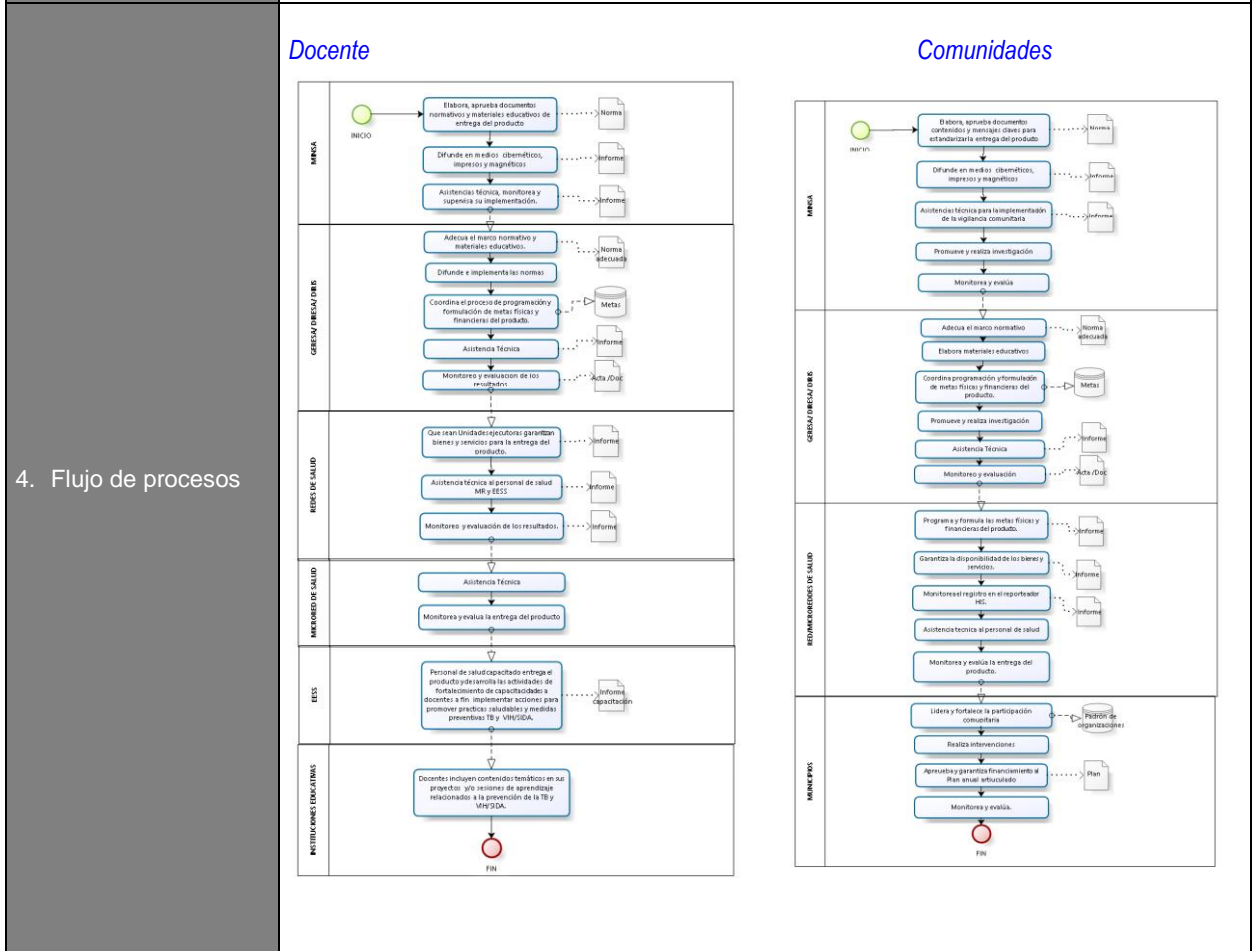 4. Flujo de procesos
Docente
MINSA
INICIO
Elabora, aprueba documentos
normativos y materiales educativos de
entrega del producto
Norma
Difunde en medios cibernéticos,
impresos y magnéticos
Informe
Asistencias técnica, monitorea y
supervisa su implementación.
Informe
GERESA/ DIRESA/ DIRIS
Adecua el marco normativo y
materiales educativos.
Norma
adecuada
Difunde e implementa las normas
Coordina el proceso de programación y
formulación de metas físicas y
financieras del producto.
Metas
Asistencia Técnica
Informe
Monitoreo y evaluación de los
resultados
Acta /Doc
REDES DE SALUD
Que sean Unidades ejecutoras garantizan
bienes y servicios para la entrega del
producto.
Informe
Asistencia técnica al personal de salud
MR y EESS
Informe
Monitoreo y evaluación de los resultados.
Informe
MICRORED DE SALUD
Asistencia Técnica
Monitorea y evalua la entrega del producto
EESS
Personal de salud capacitado entrega el
producto y desarrolla las actividades de
fortalecimiento de capacitacidades a
docentes a fin implementar acciones para
promover practicas saludables y medidas
preventivas TB y VIH/SIDA.
Informe
capacitación
INSTITUCIONES EDUCATIVAS
Docentes incluyen contenidos temáticos en sus
proyectos y/o sesiones de aprendizaje
relacionados a la prevención de la TB y
VIH/SIDA.
FIN
Comunidades
MINSA
INICIO
Elabora, aprueba documentos
contenidos y mensajes claves para
estandarizar la entrega del producto
Norma
Difunde en medios cibernéticos,
impresos y magnéticos
Informe
Asistencias técnica para la implementación
de la vigilancia comunitaria
Informe
Promueve y realiza investigación
Monitorea y evalúa
GERESA/ DIRESA/ DIRIS
Adecua el marco normativo
Norma
adecuada
Elabora materiales educativos
Coordina programación y formulación
de metas físicas y financieras del
producto.
Metas
Promueve y realiza investigación
Asistencia Técnica
Informe
Monitoreo y evaluación
Acta /Doc
RED/MICROREDDES DE SALUD
Programa y formula las metas físicas y
financieras del producto.
Informe
Garantiza la disponibilidad de los bienes y
servicios.
Informe
Monitorea el registro en el reporteador
HIS.
Informe
Asistencia tecnica al personal de salud
Monitorea y evalúa la entrega del
producto.
MUNICIPIOS
Lidera y fortalece la participación
comunitaria
Padrón de
organizaciones
Realiza intervenciones
Aprueba y garantiza financiamiento al
Plan anual artuculado
Plan
Monitorea y evalúa.
FIN